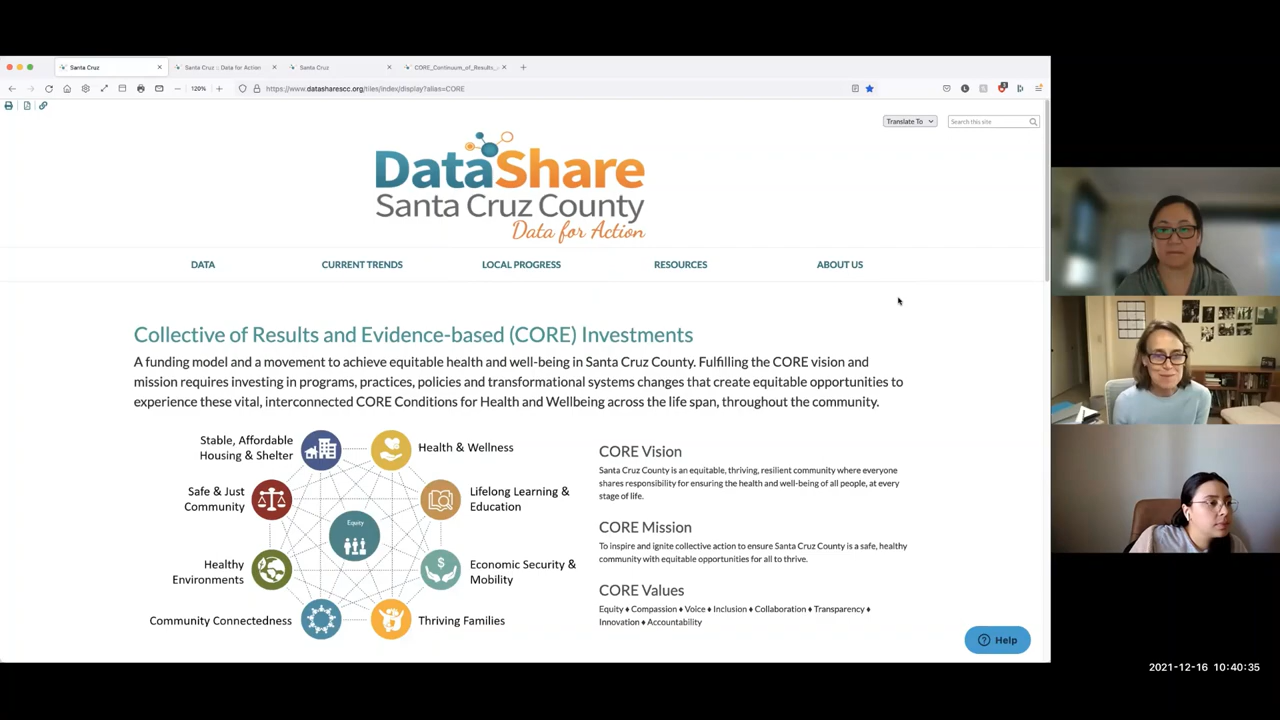 Santa Cruz
Santa Cruz :: Data for Action
Santa Cruz
CORE_Continuum_of_Results_
120%
https://www.datasharescc.org/tiles/index/display?alias=CORE
Translate To
Search this site
DataShare
Santa Cruz County
Data for Action
DATA
CURRENT TRENDS
LOCAL PROGRESS
RESOURCES
ABOUT US
Collective of Results and Evidence-based (CORE) Investments
A funding model and a movement to achieve equitable health and well-being in Santa Cruz County. Fulfilling the CORE vision and
mission requires investing in programs, practices, policies and transformational systems changes that create equitable opportunities to
experience these vital, interconnected CORE Conditions for Health and Wellbeing across the life span, throughout the community.
Stable, Affordable
Housing & Shelter
Health & Wellness
Safe & Just
Community
Lifelong Learning &
Education
Equity
Healthy
Environments
Economic Security &
Mobility
Community Connectedness
Thriving Families
CORE Vision
Santa Cruz County is an equitable, thriving, resilient community where everyone
shares responsibility for ensuring the health and well-being of all people, at every
stage of life.
CORE Mission
To inspire and ignite collective action to ensure Santa Cruz County is a safe, healthy
community with equitable opportunities for all to thrive.
CORE Values
Equity ♦ Compassion ♦ Voice ♦ Inclusion ♦ Collaboration ♦ Transparency ♦
Innovation ♦ Accountability
Help
2021-12-16 10:40:35